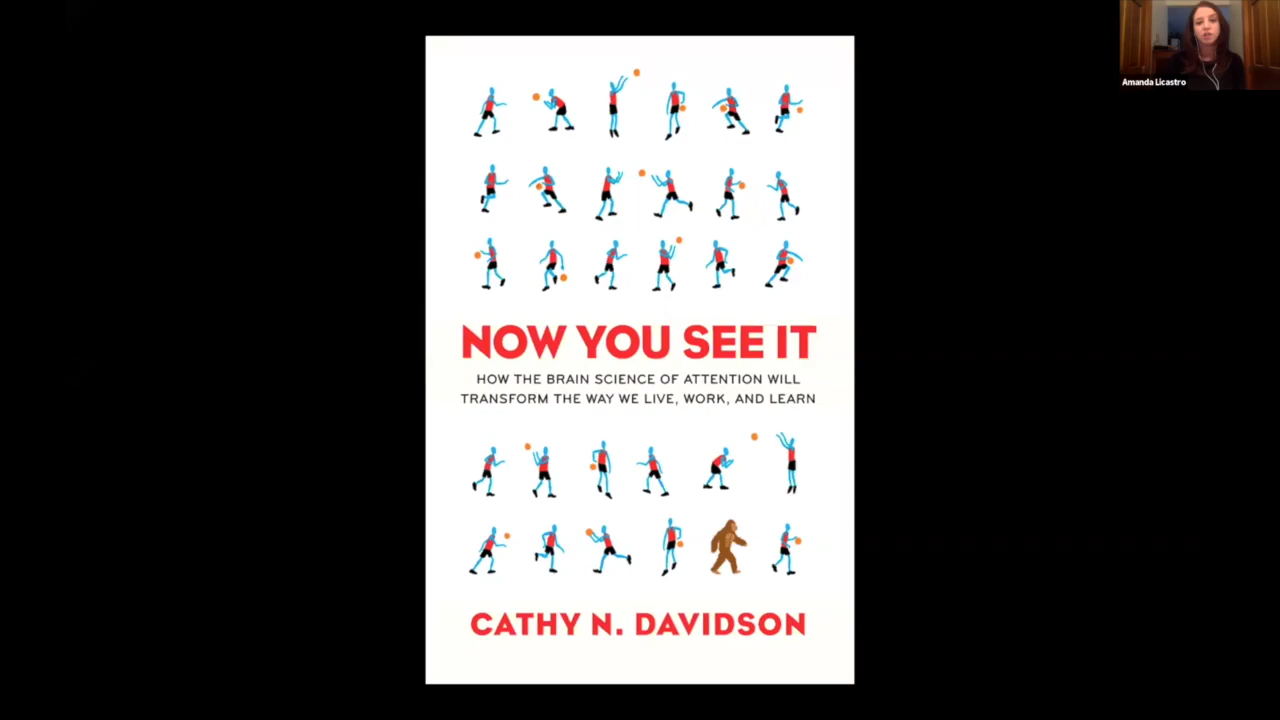 Amanda Licastro
NOW YOU SEE IT
HOW THE BRAIN SCIENCE OF ATTENTION WILL
TRANSFORM THE WAY WE LIVE, WORK, AND LEARN
CATHY N. DAVIDSON